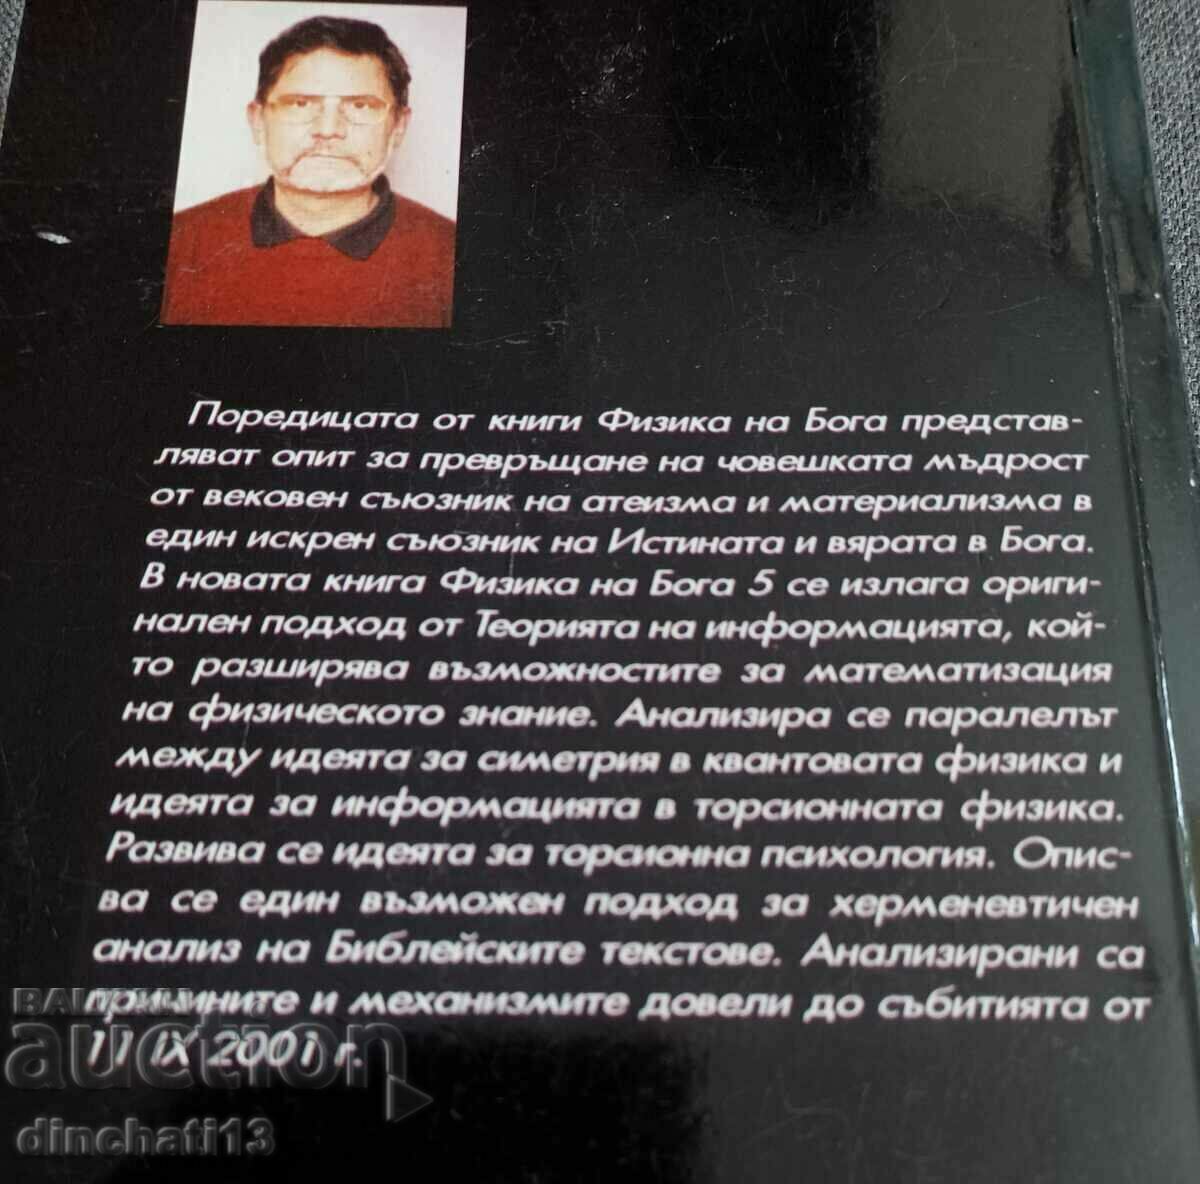 Поредицата от книги Физика на Бога представ-
ляват опит за превръщане на човешката мъдрост
от вековен съюзник на атеизма и материализма в
един искрен съюзник на Истината и вярата в Бога.
В новата книга Физика на Бога 5 се излага ориги-
нален подход от Теорията на информацията, кой-
то разширява възможностите за математизация
на физическото знание. Анализира се паралелът
между идеята за симетрия в квантовата физика и
идеята за информацията в торсионната физика.
Развива се идеята за торсионна психология. Опис-
ва се един възможен подход за херменевтичен
анализ на Библейските текстове. Анализирани са
причините и механизмите довели до събитията от
11 IX 2001 г.
BALKAN
auction
dinchati13